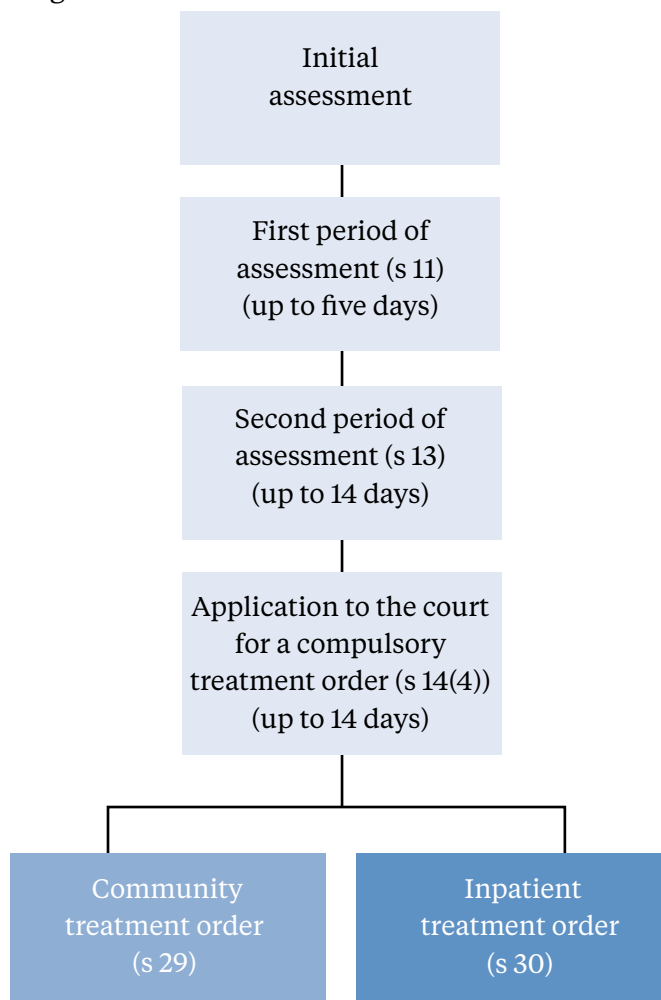 Initial
assessment
First period of
assessment (s 11)
(up to five days)
Second period of
assessment (s 13)
(up to 14 days)
Application to the court
for a compulsory
treatment order (s 14(4))
(up to 14 days)
Community
treatment order
(s 29)
Inpatient
treatment order
(s 30)